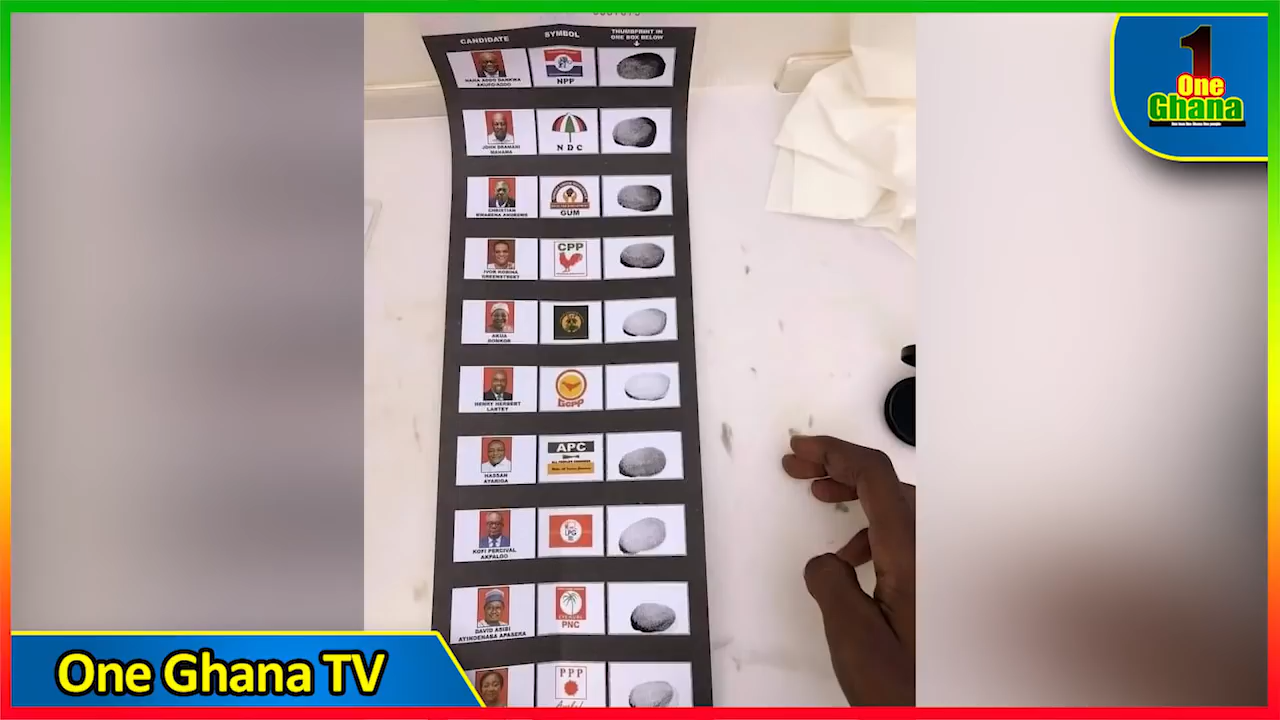 CANDIDATE SYMBOL THUMBPRINT IN
ONE BOX BELOW
NANA ADDO DANKWA
AKUFO-ADDO
NPP
JOHN DRAMANI
MAHAMA
NDC
CHRISTIAN
KWABENA ANDREWS
GUM
IVOR KOBINA
GREENSTREET
CPP
AKUA
DONKOR
HENRY HERBERT
LARTEY
GCPP
HASSAN
AYARIGA
APC
KOFI PERCIVAL
AKPALOO
LPG
DAVID ASIBI
AYINDENABA APASERA
PNC
PPP
1
One
Ghana
One Ghana TV